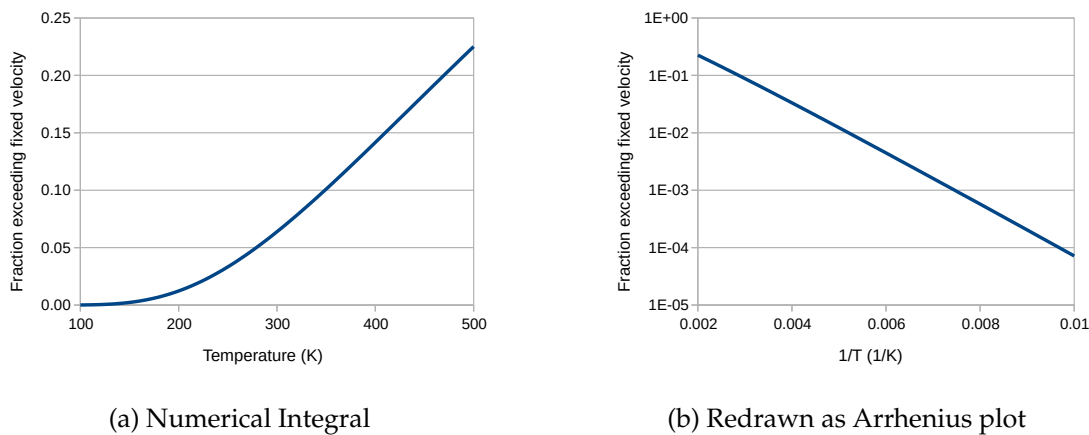 0.25
0.20
0.15
0.10
0.05
0.00
Fraction exceeding fixed velocity
100 200 300 400 500
Temperature (K)
(a) Numerical Integral
1E+00
1E-01
1E-02
1E-03
1E-04
1E-05
Fraction exceeding fixed velocity
0.002 0.004 0.006 0.008 0.01
1/T (1/K)
(b) Redrawn as Arrhenius plot